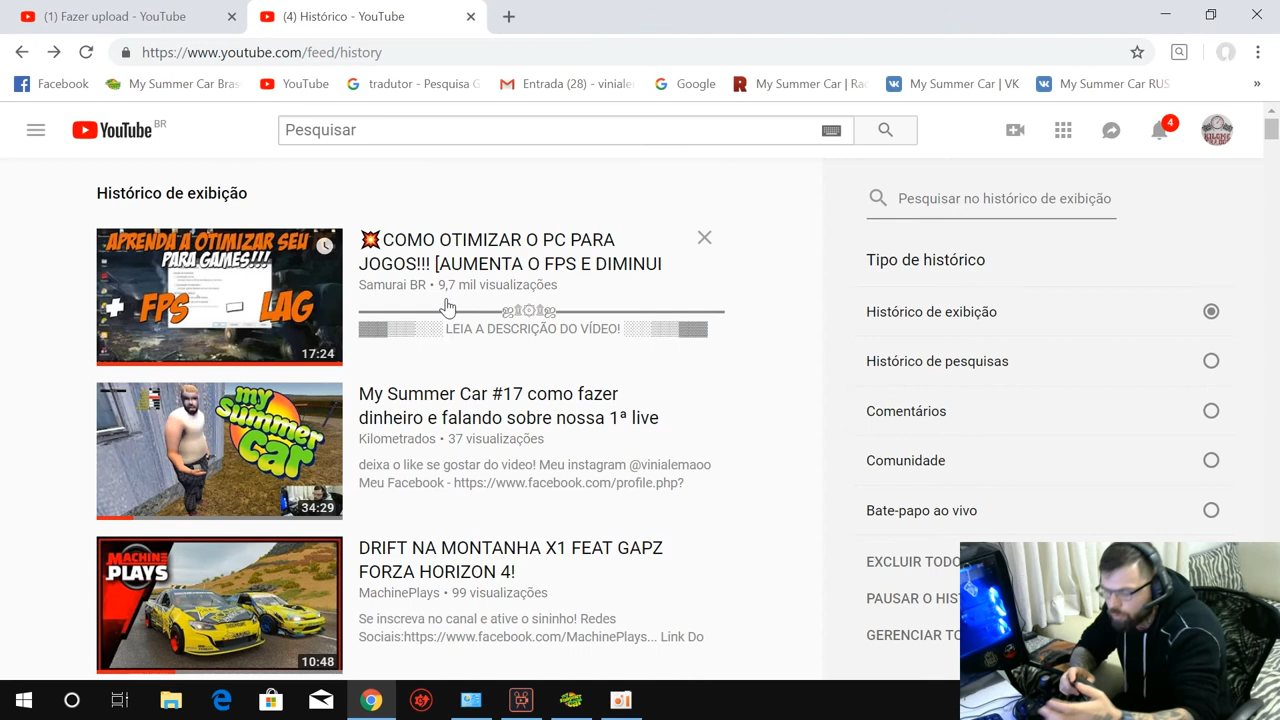 (1) Fazer upload - YouTube
(4) Histórico - YouTube
https://www.youtube.com/feed/history
Facebook
My Summer Car Bras
YouTube
tradutor - Pesquisa G
Entrada (28) - viniale
Google
My Summer Car | Ra
My Summer Car | VK
My Summer Car RUS
»
YouTube BR
Pesquisar
4
Histórico de exibição
APRENDA A OTIMIZAR SEU
PARA GAMES!!!
+ FPS - LAG
17:24
💥COMO OTIMIZAR O PC PARA
JOGOS!!! [AUMENTA O FPS E DIMINUI
Samurai BR • 9,7 mil visualizações
LEIA A DESCRIÇÃO DO VÍDEO!
my
summer
car
34:29
My Summer Car #17 como fazer
dinheiro e falando sobre nossa 1ª live
Kilometrados • 37 visualizações
deixa o like se gostar do video! Meu instagram @vinialemaoo
Meu Facebook - https://www.facebook.com/profile.php?
MACHINE
PLAYS
10:48
DRIFT NA MONTANHA X1 FEAT GAPZ
FORZA HORIZON 4!
MachinePlays • 99 visualizações
Se inscreva no canal e ative o sininho! Redes
Sociais:https://www.facebook.com/MachinePlays... Link Do
Pesquisar no histórico de exibição
Tipo de histórico
Histórico de exibição
Histórico de pesquisas
Comentários
Comunidade
Bate-papo ao vivo
EXCLUIR TODO
PAUSAR O HIS
GERENCIAR TO